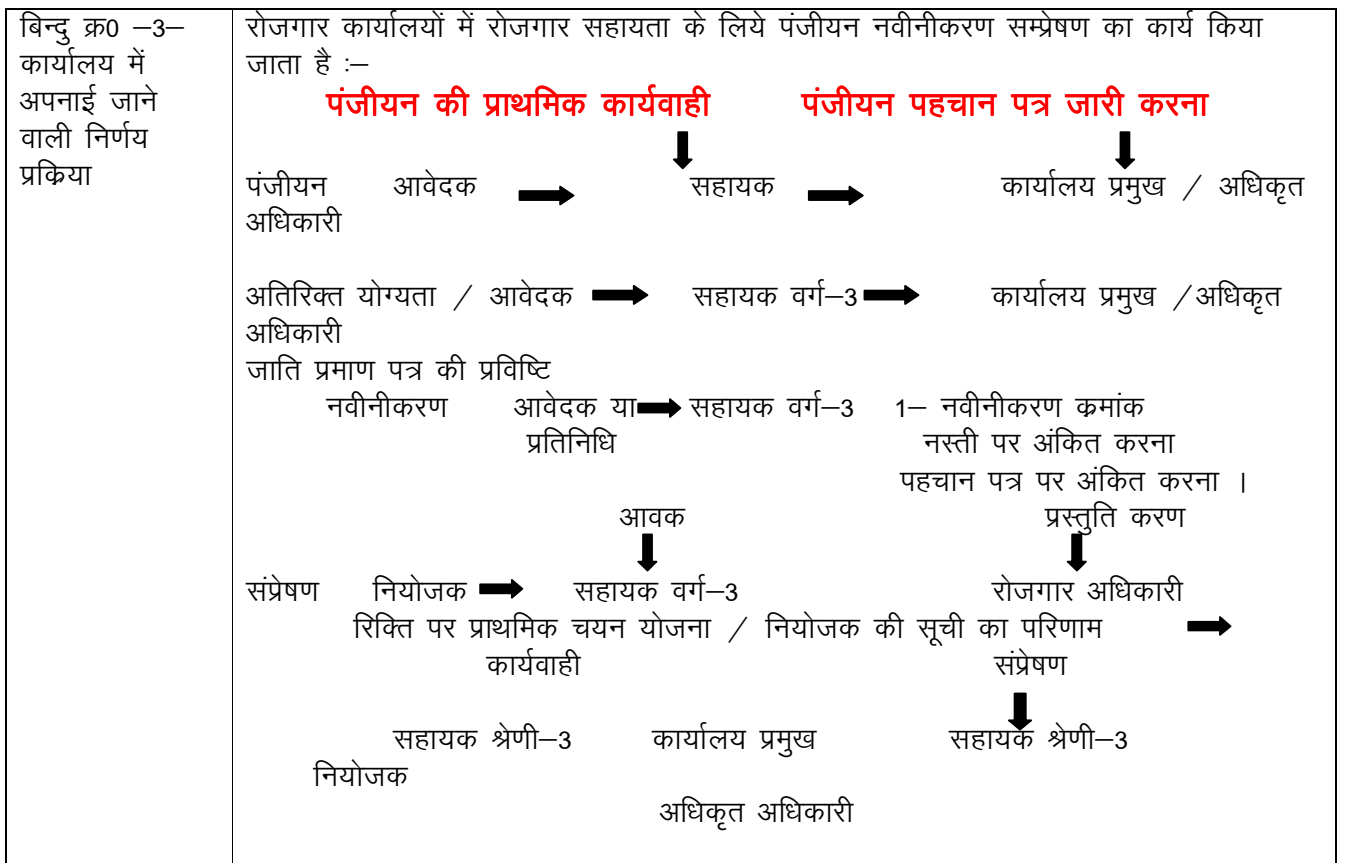 बिन्दु क्र0 –3–
कार्यालय में
अपनाई जाने
वाली निर्णय
प्रक्रिया
रोजगार कार्यालयों में रोजगार सहायता के लिये पंजीयन नवीनीकरण सम्प्रेषण का कार्य किया
जाता है :–
पंजीयन की प्राथमिक कार्यवाही पंजीयन पहचान पत्र जारी करना
पंजीयन आवेदक सहायक कार्यालय प्रमुख / अधिकृत
अधिकारी
अतिरिक्त योग्यता / आवेदक सहायक वर्ग–3 कार्यालय प्रमुख /अधिकृत
अधिकारी
जाति प्रमाण पत्र की प्रविष्टि
नवीनीकरण आवेदक या सहायक वर्ग–3 1– नवीनीकरण क्रमांक
प्रतिनिधि नस्ती पर अंकित करना
पहचान पत्र पर अंकित करना ।
आवक प्रस्तुति करण
संप्रेषण नियोजक सहायक वर्ग–3 रोजगार अधिकारी
रिक्ति पर प्राथमिक चयन योजना / नियोजक की सूची का परिणाम
कार्यवाही संप्रेषण
सहायक श्रेणी–3 कार्यालय प्रमुख सहायक श्रेणी–3
नियोजक
अधिकृत अधिकारी